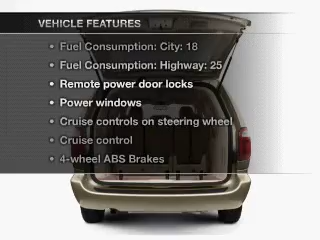 VEHICLE FEATURES
• Fuel Consumption: City: 18
• Fuel Consumption: Highway: 25
• Remote power door locks
• Power windows
• Cruise controls on steering wheel
• Cruise control
• 4-wheel ABS Brakes